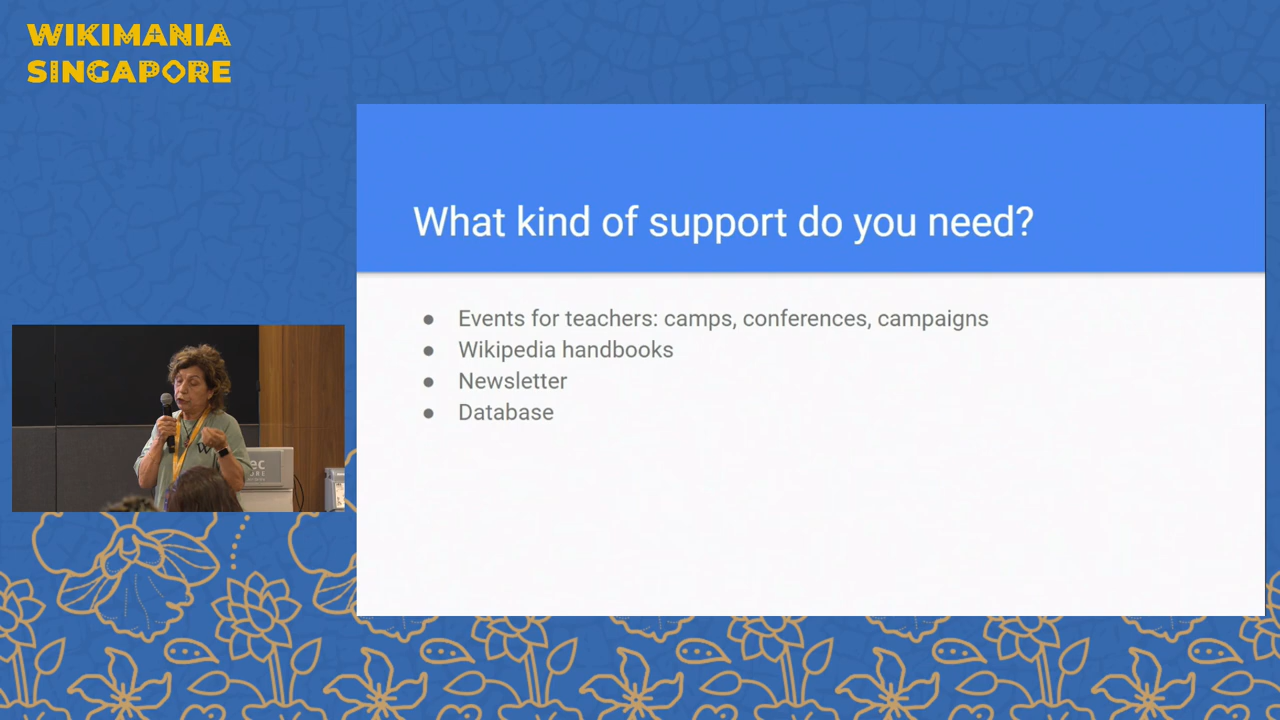 WIKIMANIA
SINGAPORE
What kind of support do you need?
● Events for teachers: camps, conferences, campaigns
● Wikipedia handbooks
● Newsletter
● Database
W
ec